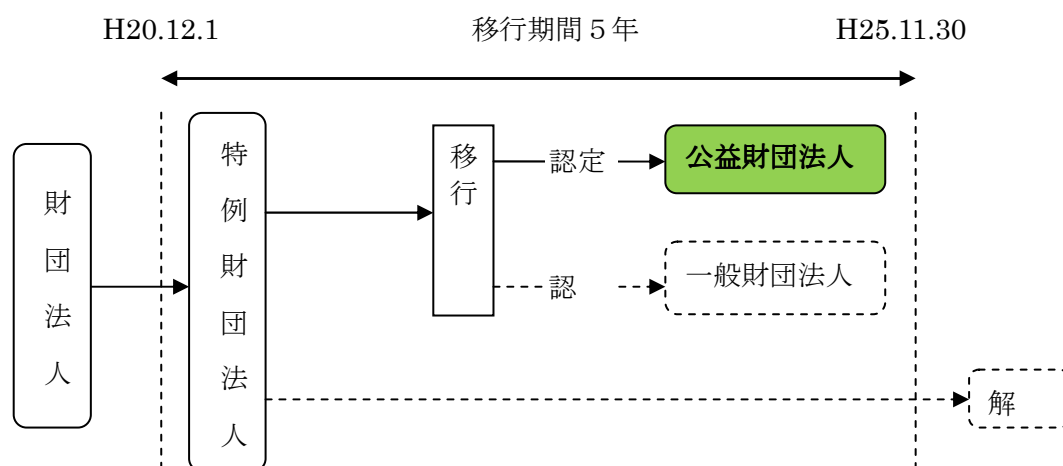 H20.12.1
移行期間５年
H25.11.30
財団法人
特例財団法人
移行
認定
公益財団法人
認
一般財団法人
解